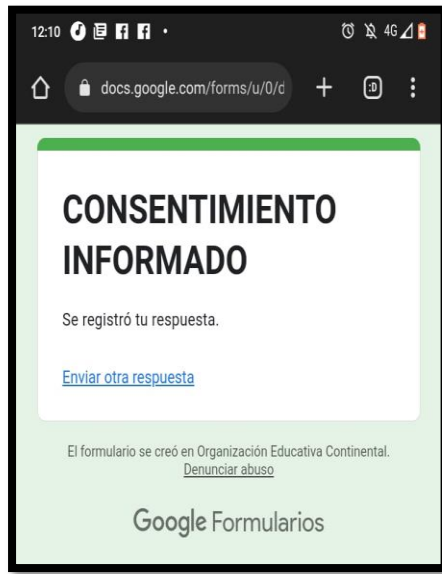 12:10 4G
docs.google.com/forms/u/0/d :D
CONSENTIMIENTO
INFORMADO
Se registró tu respuesta.
Enviar otra respuesta
El formulario se creó en Organización Educativa Continental.
Denunciar abuso
Google Formularios